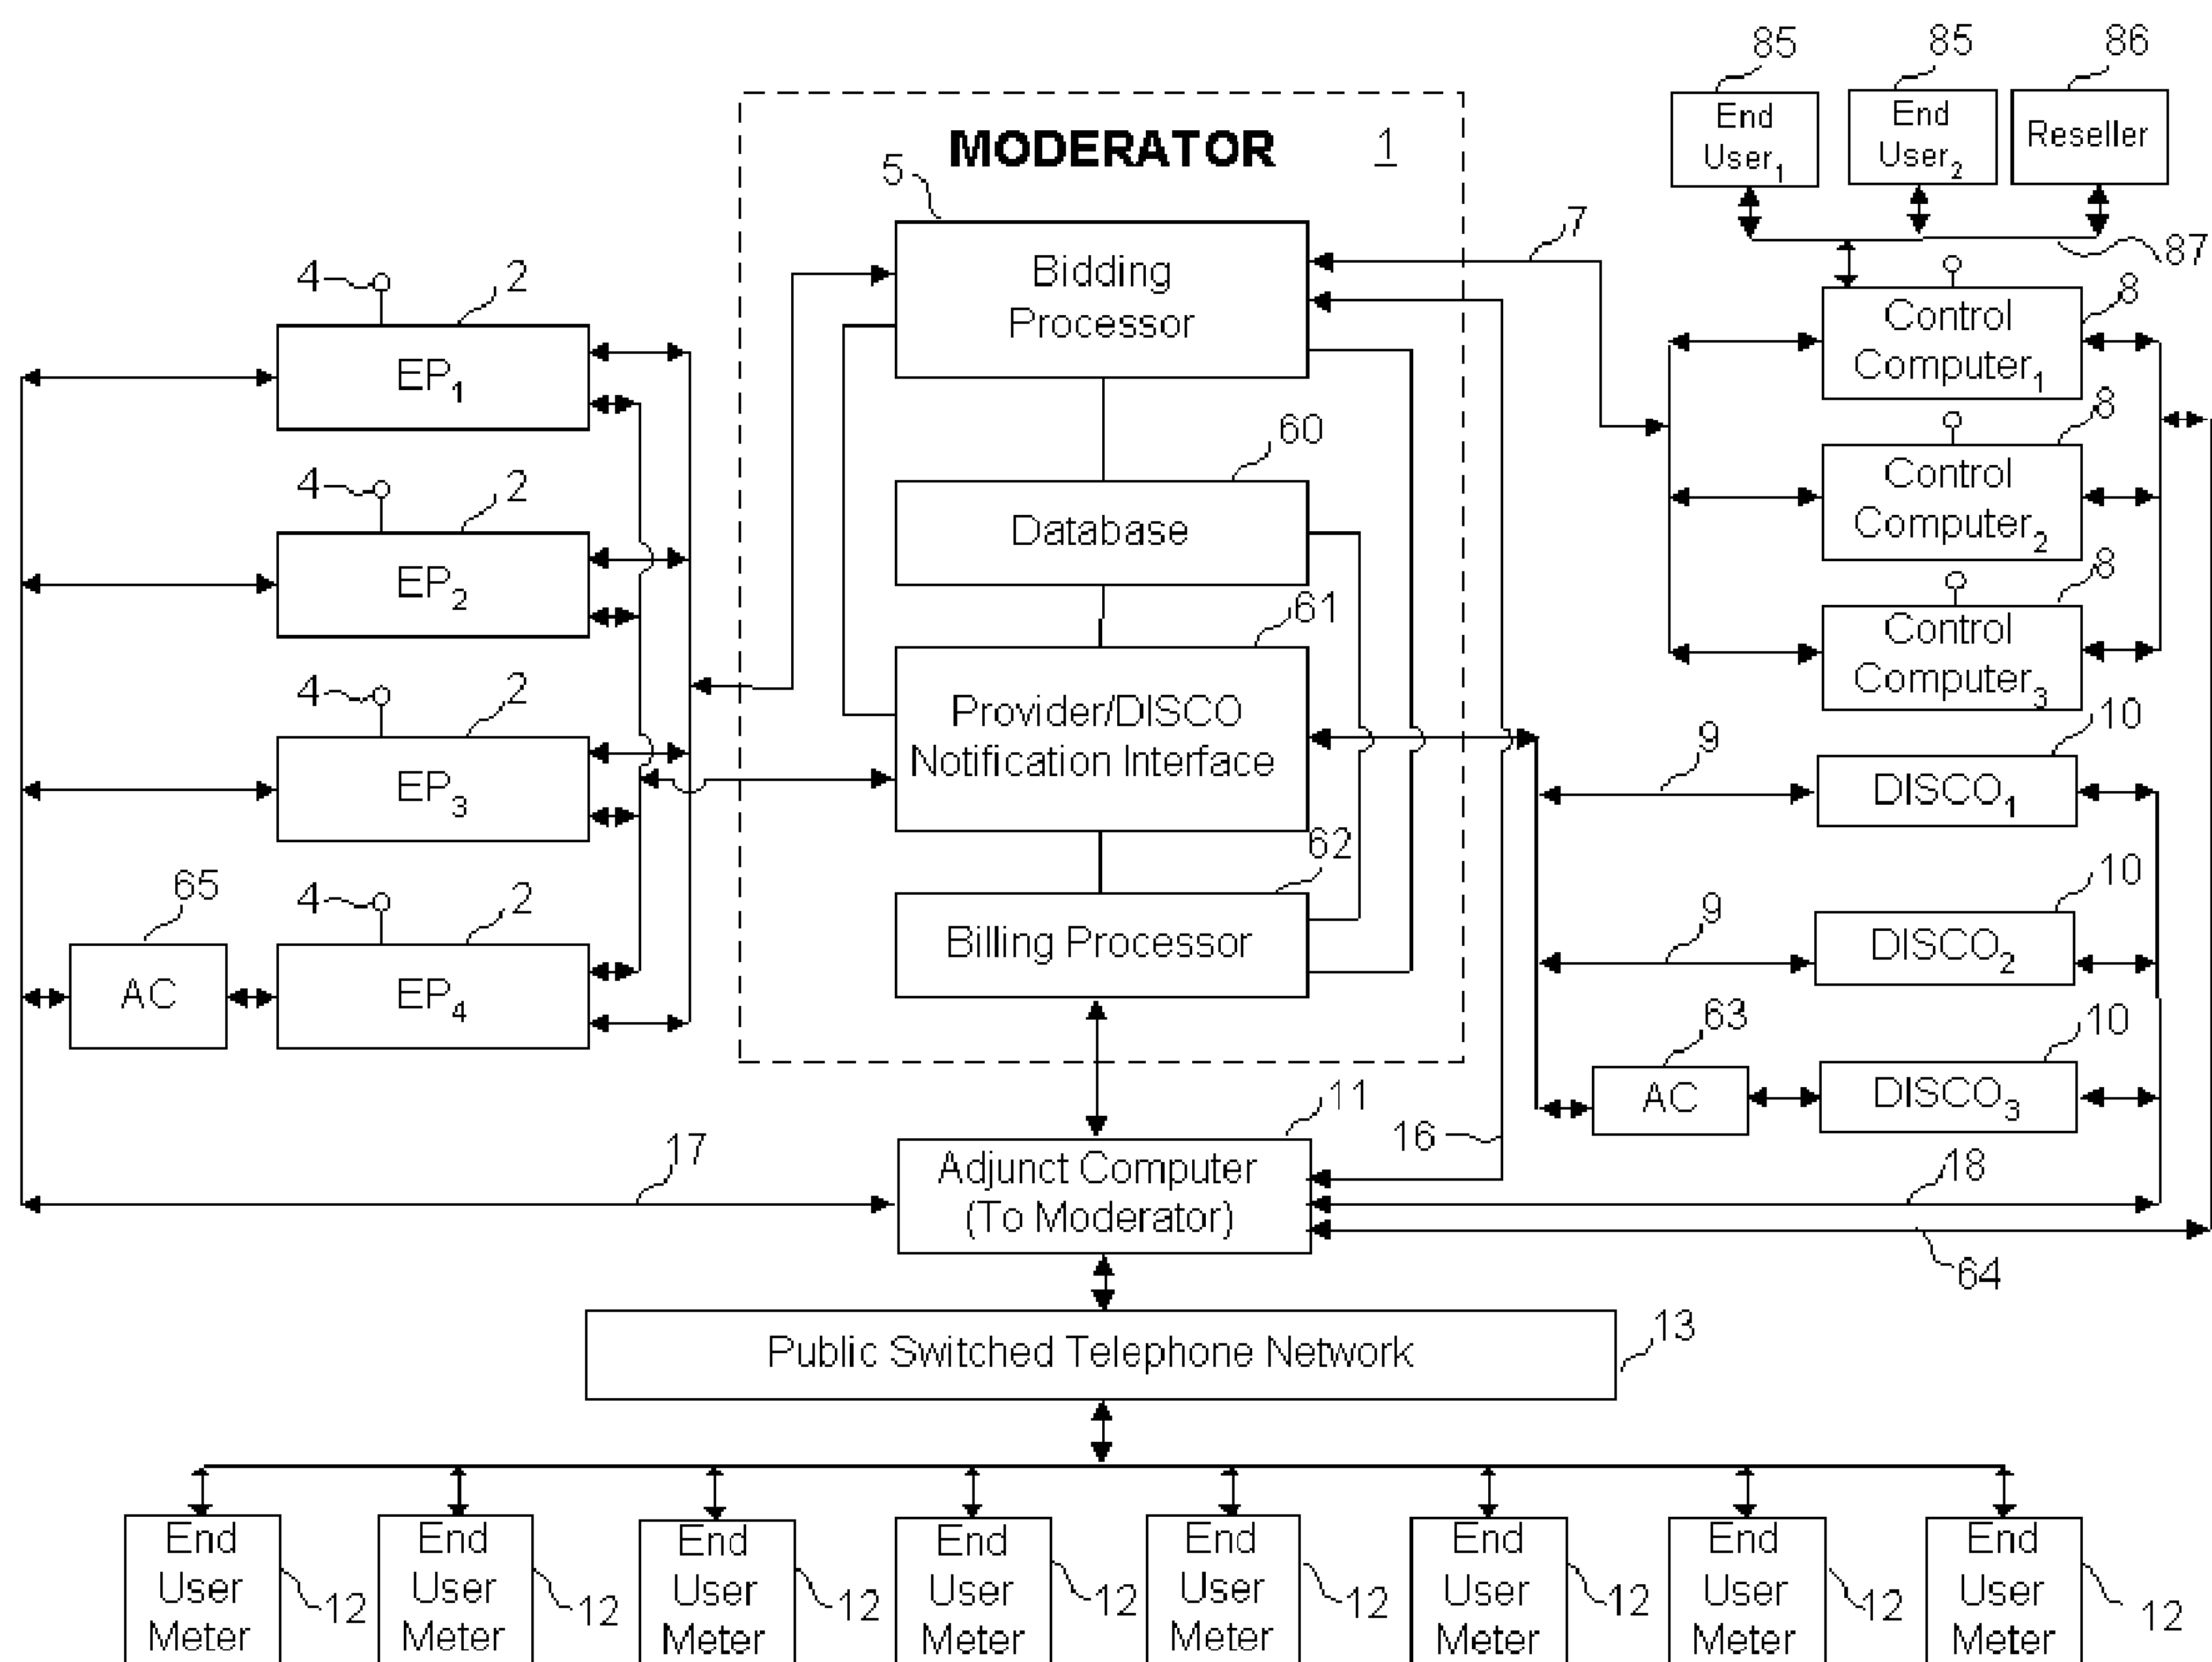 85
85
86
End
User₁
End
User₂
Reseller
87
MODERATOR 1
5
Bidding
Processor
7
16
60
Database
61
Provider/DISCO
Notification Interface
62
Billing Processor
4
2
EP₁
4
2
EP₂
4
2
EP₃
65
AC
4
2
EP₄
8
Control
Computer₁
8
Control
Computer₂
8
Control
Computer₃
9
10
DISCO₁
9
10
DISCO₂
63
AC
10
DISCO₃
17
11
Adjunct Computer
(To Moderator)
18
64
Public Switched Telephone Network
13
End
User
Meter
12
End
User
Meter
12
End
User
Meter
12
End
User
Meter
12
End
User
Meter
12
End
User
Meter
12
End
User
Meter
12
End
User
Meter
12